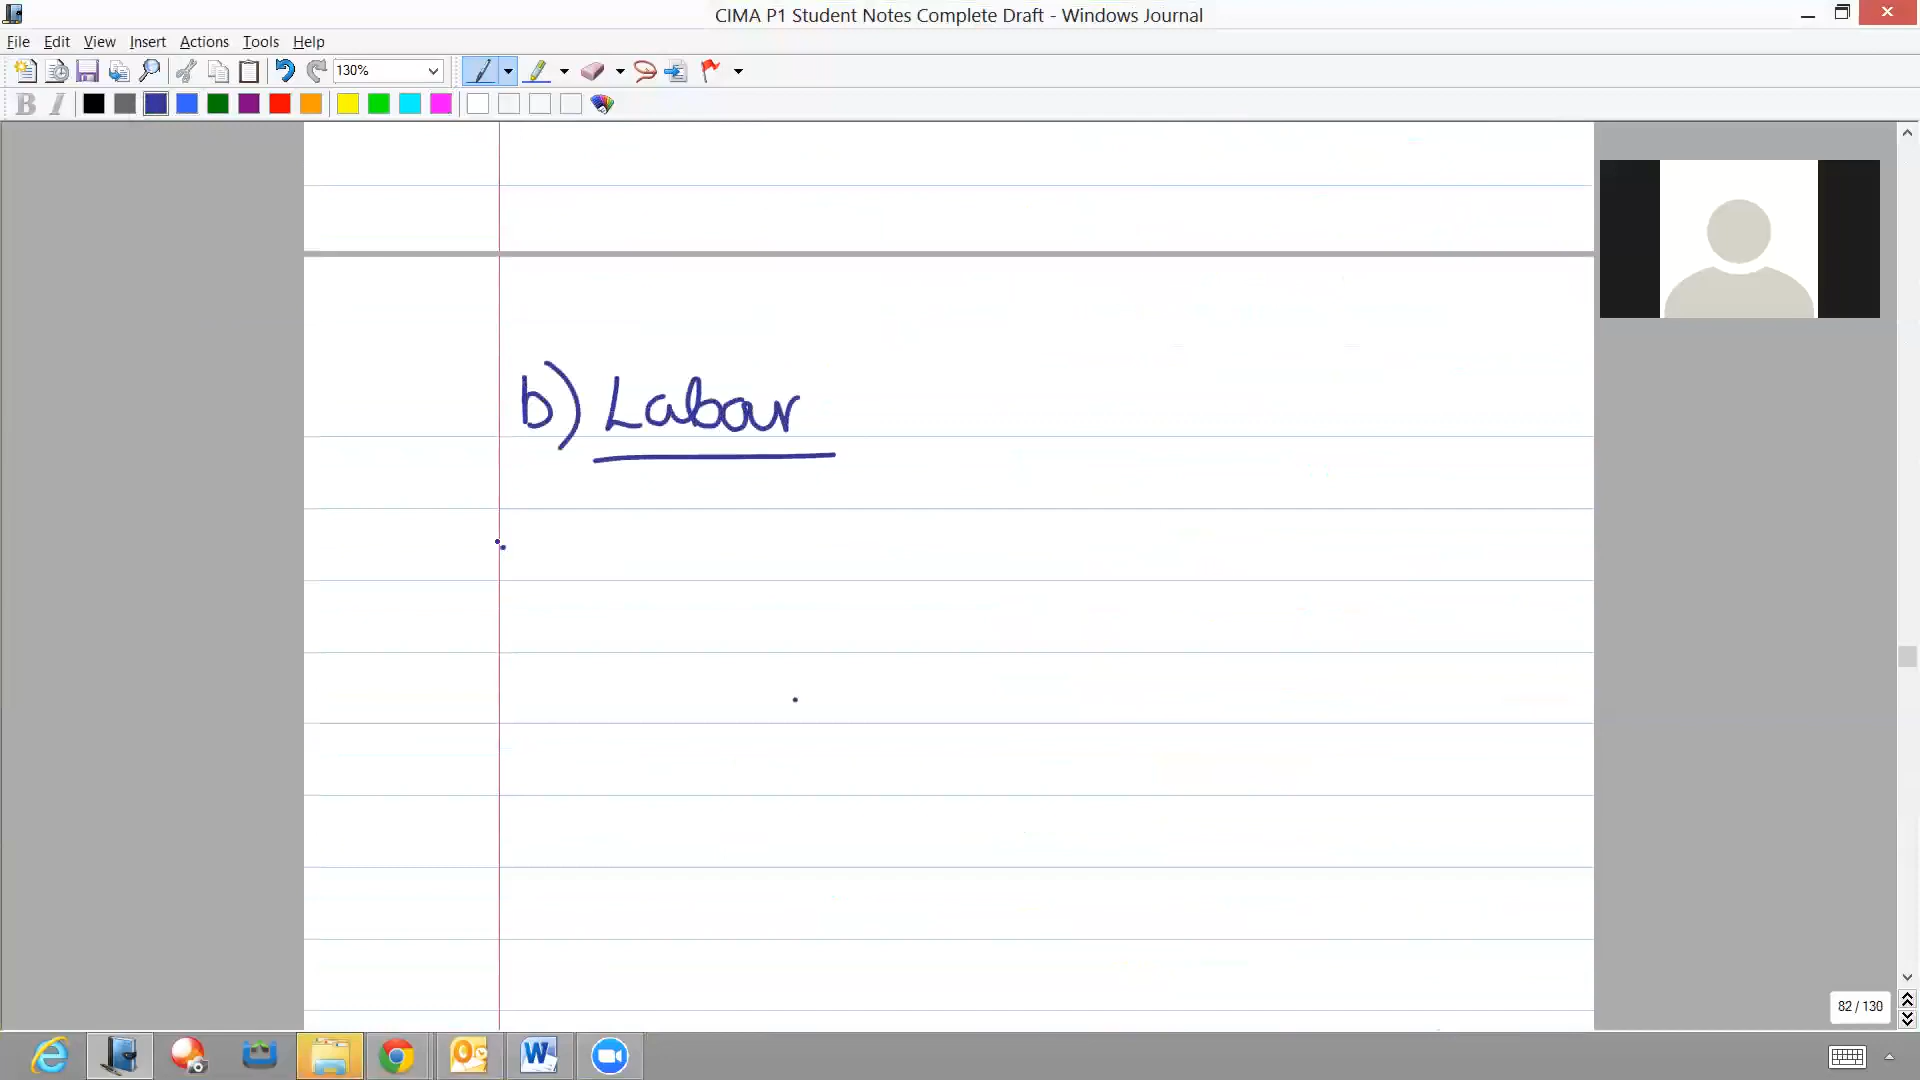 CIMA P1 Student Notes Complete Draft - Windows Journal
File Edit View Insert Actions Tools Help
130%
B I
b) Labour
82 / 130